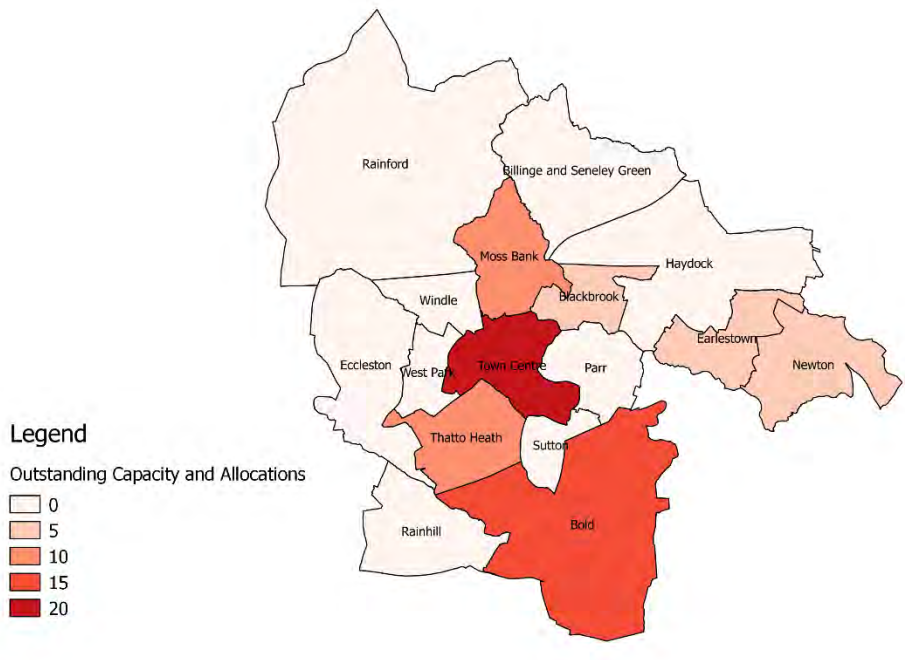 Rainford
Billinge and Seneley Green
Moss Bank
Haydock
Windle
Blackbrook
Earlestown
Eccleston
West Park
Town Centre
Parr
Newton
Thatto Heath
Sutton
Rainhill
Bold
Legend
Outstanding Capacity and Allocations
0
5
10
15
20